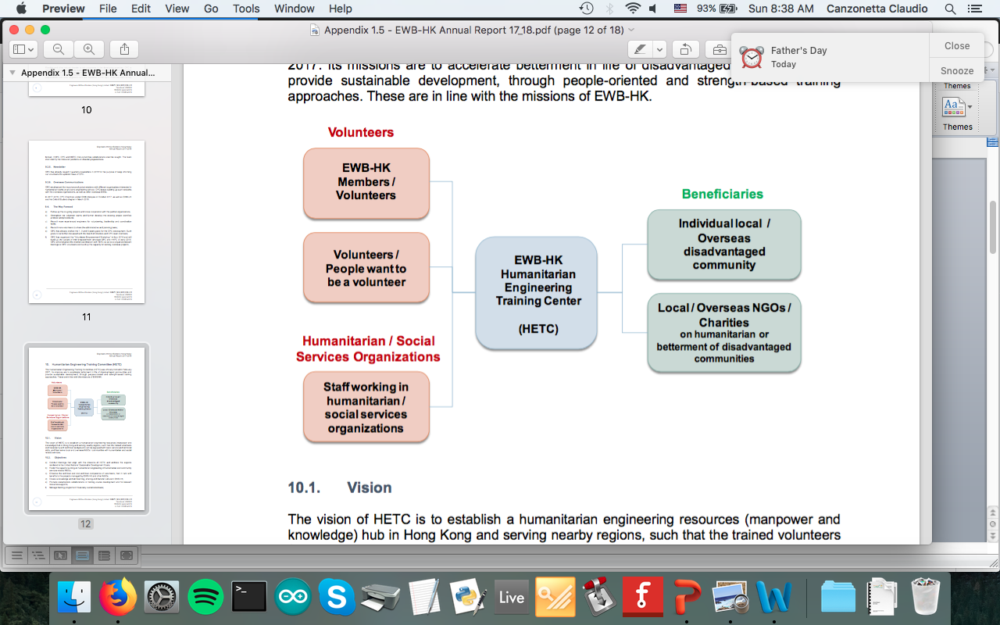 Preview File Edit View Go Tools Window Help 93% Sun 8:38 AM Canzonetta Claudio
Appendix 1.5 - EWB-HK Annual Report 17_18.pdf (page 12 of 18)
Father's Day
Today
Close
Snooze
Appendix 1.5 - EWB-HK Annual...
10
11
12
Themes
Aa
Themes
2017. Its missions are to accelerate betterment in life of disadvantaged
provide sustainable development, through people-oriented and strength-based training
approaches. These are in line with the missions of EWB-HK.
Volunteers
EWB-HK
Members /
Volunteers
Volunteers /
People want to
be a volunteer
Humanitarian / Social
Services Organizations
Staff working in
humanitarian /
social services
organizations
EWB-HK
Humanitarian
Engineering
Training Center
(HETC)
Beneficiaries
Individual local /
Overseas
disadvantaged
community
Local / Overseas NGOs /
Charities
on humanitarian or
betterment of disadvantaged
communities
10.1. Vision
The vision of HETC is to establish a humanitarian engineering resources (manpower and
knowledge) hub in Hong Kong and serving nearby regions, such that the trained volunteers
Live